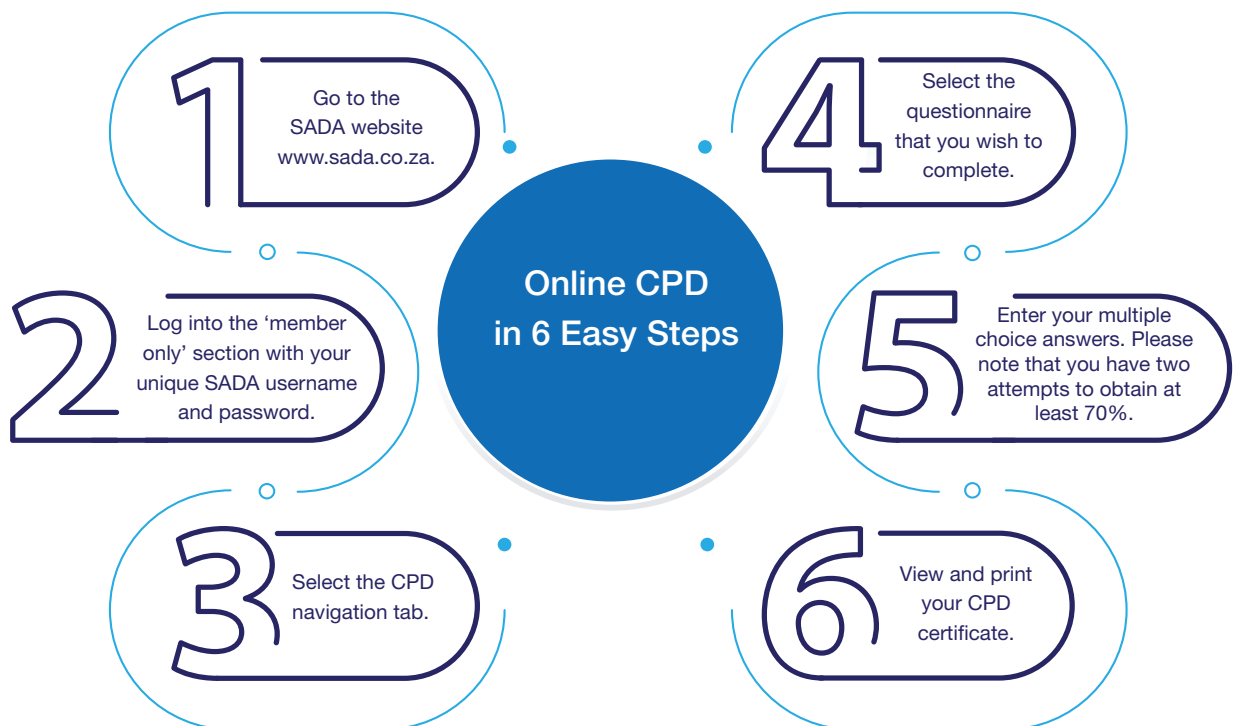 Online CPD
in 6 Easy Steps
1
Go to the
SADA website
www.sada.co.za.
2
Log into the ‘member
only’ section with your
unique SADA username
and password.
3
Select the CPD
navigation tab.
4
Select the
questionnaire
that you wish to
complete.
5
Enter your multiple
choice answers. Please
note that you have two
attempts to obtain at
least 70%.
6
View and print
your CPD
certificate.